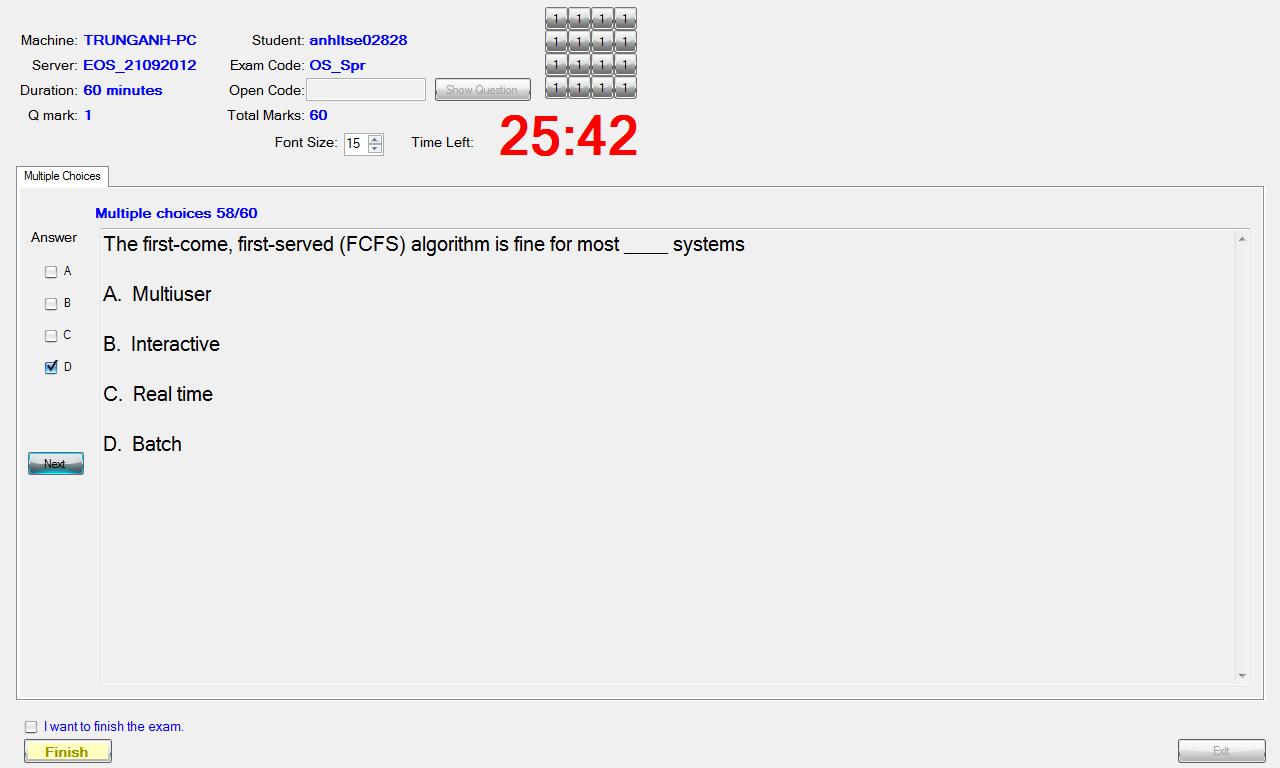 Machine: TRUNGANH-PC Student: anhltse02828
Server: EOS_21092012 Exam Code: OS_Spr
Duration: 60 minutes Open Code: Show Question
Q mark: 1 Total Marks: 60
Font Size: 15 Time Left: 25:42
1 1 1 1
1 1 1 1
1 1 1 1
1 1 1 1
Multiple Choices
Multiple choices 58/60
Answer
A
B
C
D
Next
The first-come, first-served (FCFS) algorithm is fine for most ____ systems
A. Multiuser
B. Interactive
C. Real time
D. Batch
I want to finish the exam.
Finish
Exit